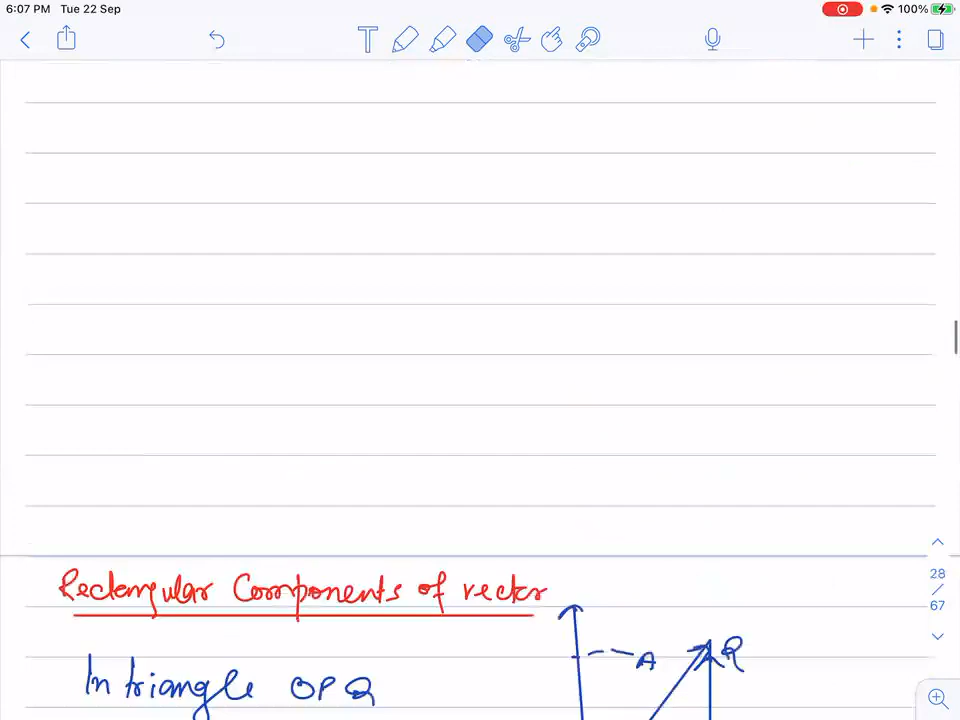 6:07 PM Tue 22 Sep 100%
T
28
/
67
Rectangular Components of vector
A Q
In triangle OPQ